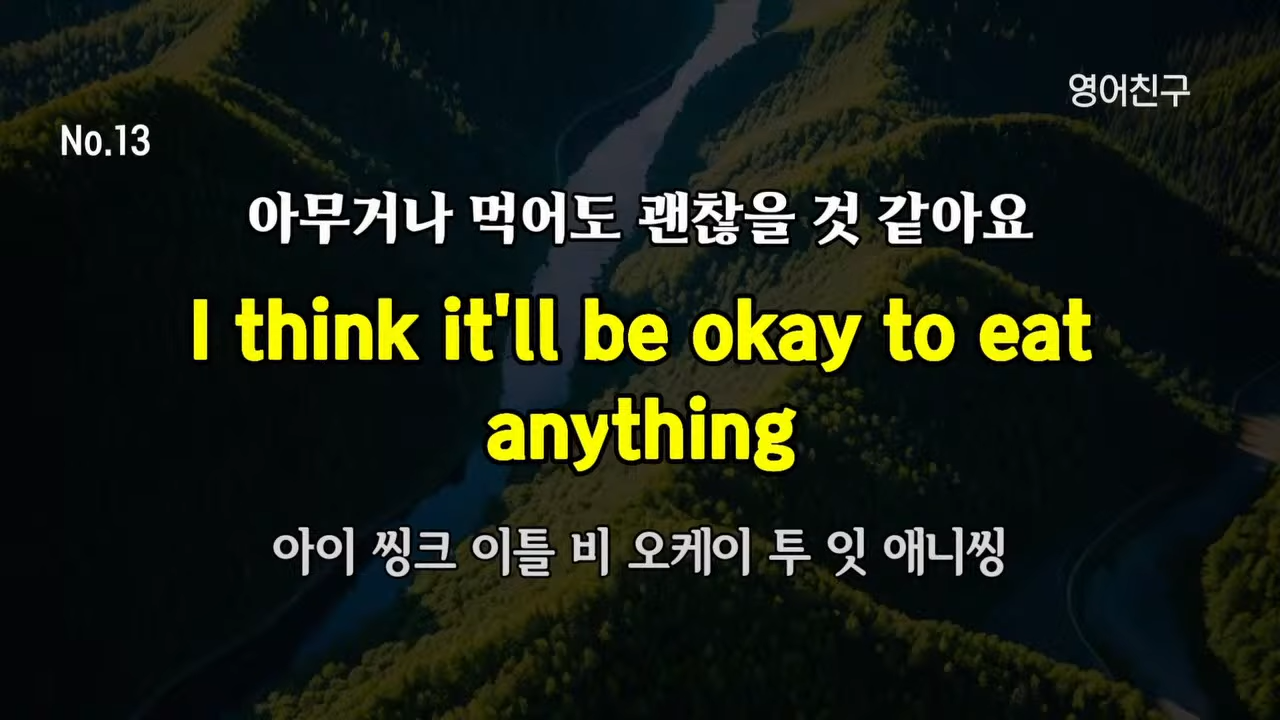 영어친구
No.13
아무거나 먹어도 괜찮을 것 같아요
I think it'll be okay to eat
anything
아이 씽크 이틀 비 오케이 투 잇 애니씽